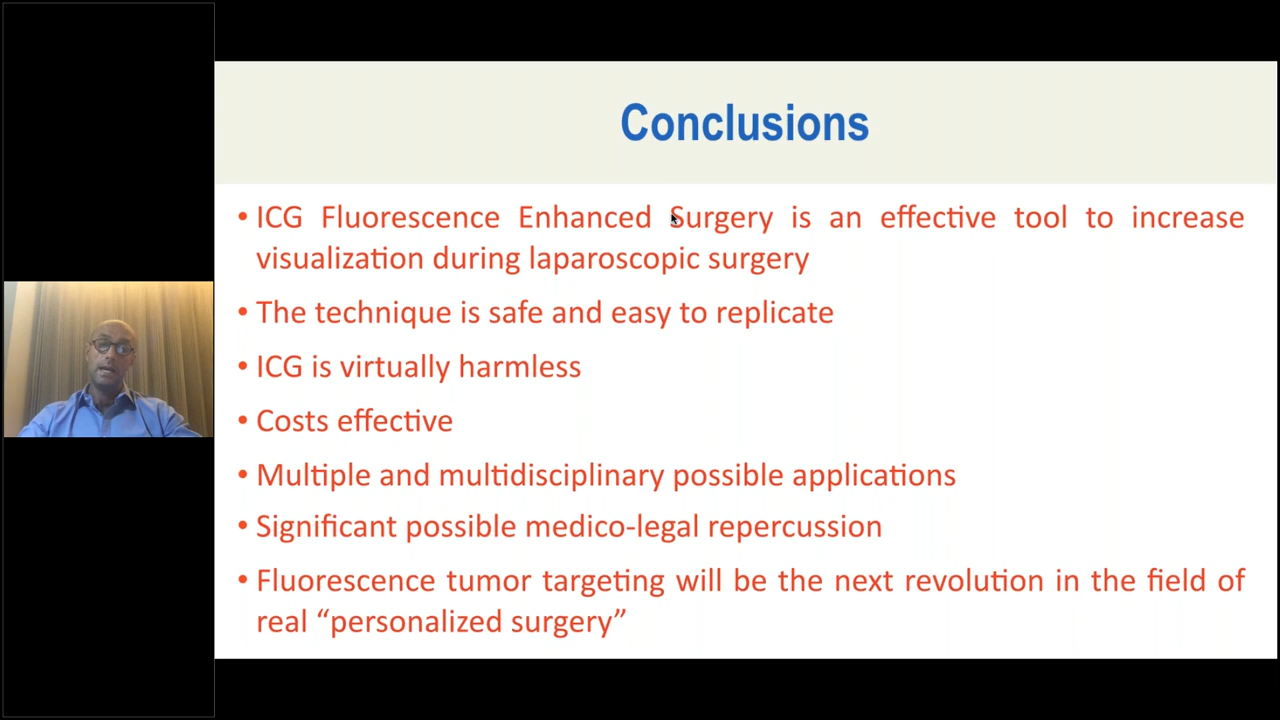 Conclusions
• ICG Fluorescence Enhanced Surgery is an effective tool to increase
visualization during laparoscopic surgery
• The technique is safe and easy to replicate
• ICG is virtually harmless
• Costs effective
• Multiple and multidisciplinary possible applications
• Significant possible medico-legal repercussion
• Fluorescence tumor targeting will be the next revolution in the field of
real “personalized surgery”